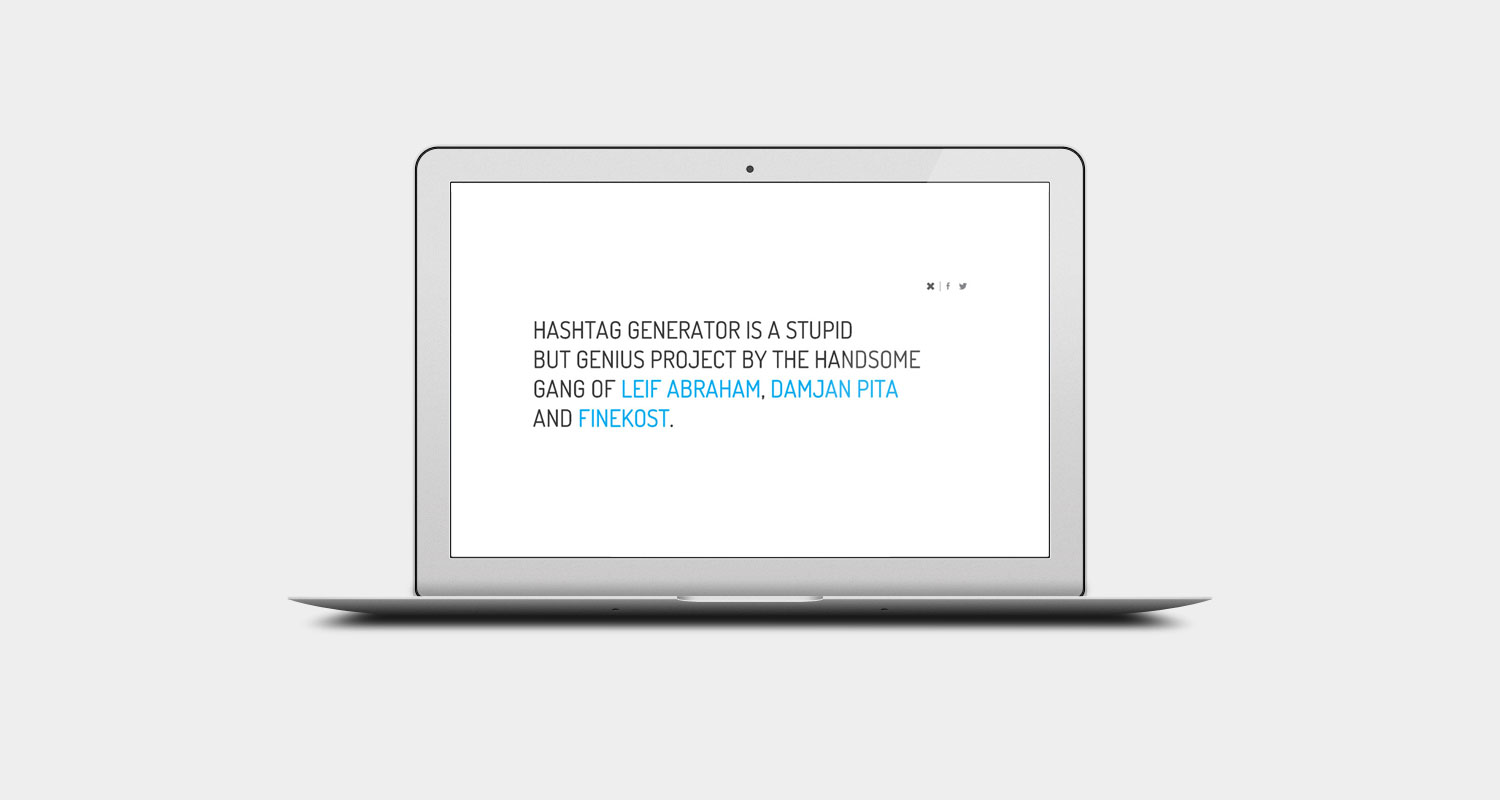 HASHTAG GENERATOR IS A STUPID
BUT GENIUS PROJECT BY THE HANDSOME
GANG OF LEIF ABRAHAM, DAMJAN PITA
AND FINEKOST.